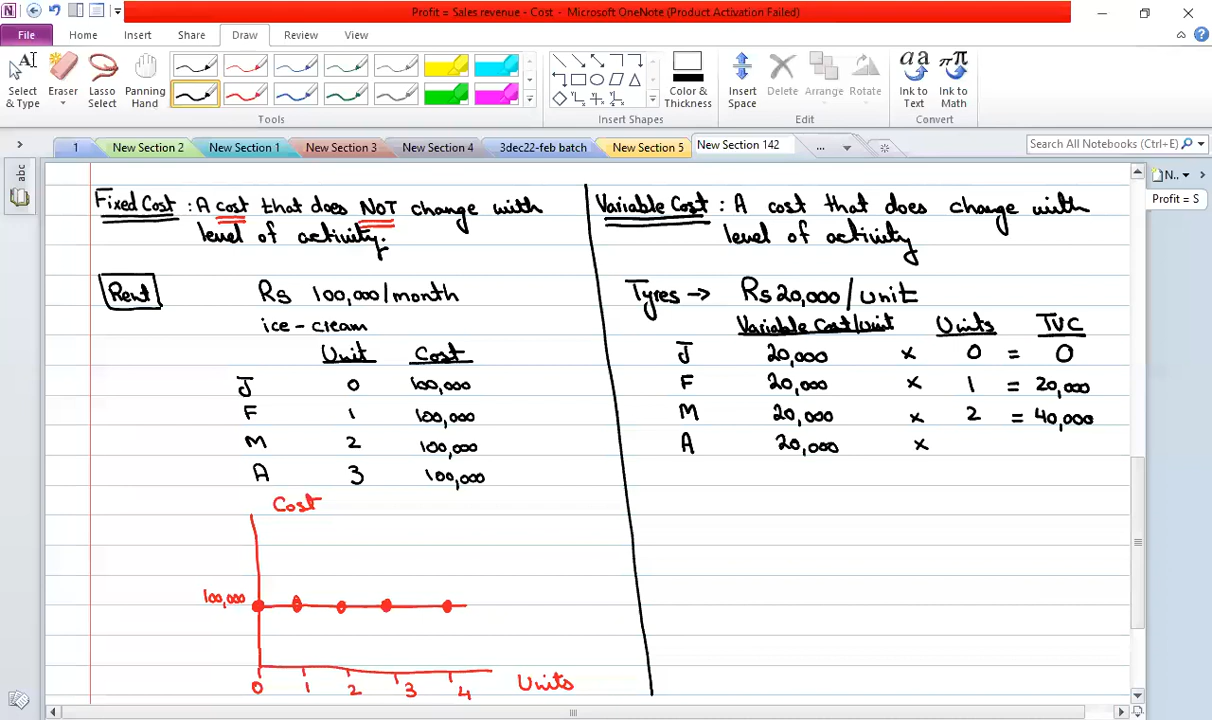 Profit = Sales revenue - Cost - Microsoft OneNote (Product Activation Failed)
File Home Insert Share Draw Review View
Select & Type
Eraser
Lasso Select
Panning Hand
Color & Thickness
Insert Space
Delete
Arrange
Rotate
Ink to Text
Ink to Math
Tools
Insert Shapes
Edit
Convert
1 New Section 2 New Section 1 New Section 3 New Section 4 3dec22-feb batch New Section 5 New Section 142 ... Search All Notebooks (Ctrl+E)
abc
N..
Profit = S
Fixed Cost : A cost that does NOT change with
level of activity.
Rent Rs 100,000/month
ice-cream
Unit Cost
J 0 100,000
F 1 100,000
M 2 100,000
A 3 100,000
Cost
100,000
0 1 2 3 4 Units
Variable Cost : A cost that does change with
level of activity
Tyres → Rs 20,000/unit
Variable Cost/unit Units TVC
J 20,000 x 0 = 0
F 20,000 x 1 = 20,000
M 20,000 x 2 = 40,000
A 20,000 x